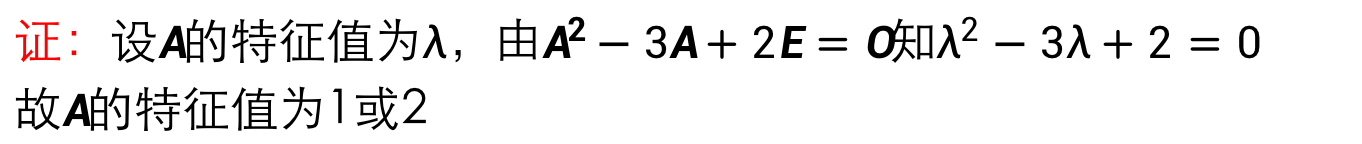 证：设A的特征值为λ，由A² − 3A + 2E = O知λ² − 3λ + 2 = 0
故A的特征值为1或2